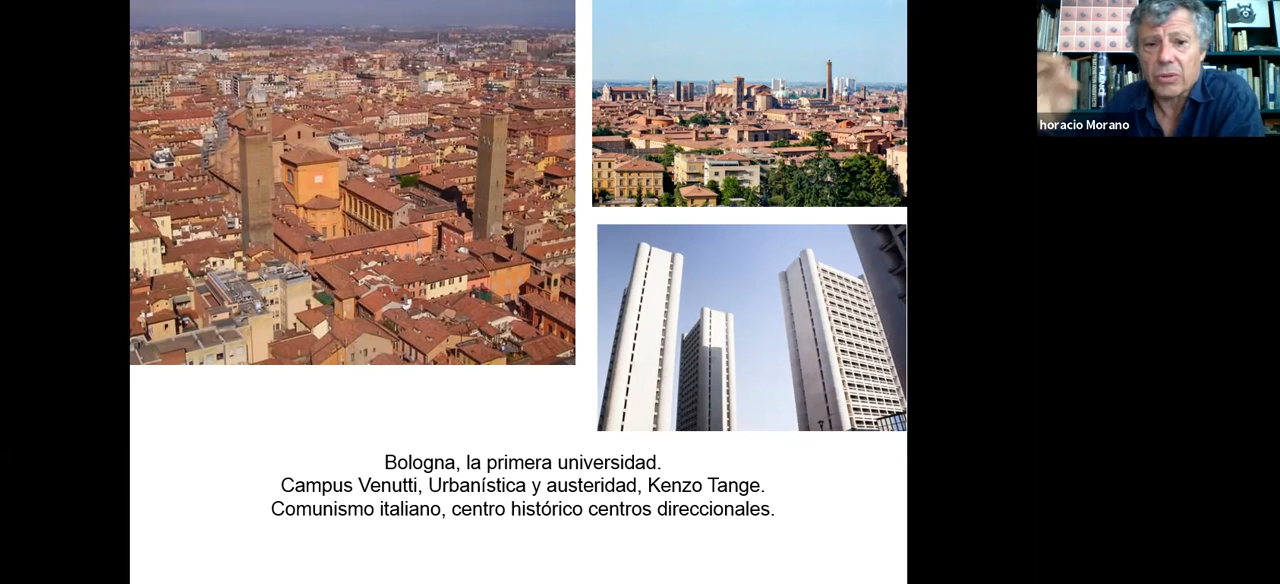 horacio Morano
Bologna, la primera universidad.
Campus Venutti, Urbanística y austeridad, Kenzo Tange.
Comunismo italiano, centro histórico centros direccionales.